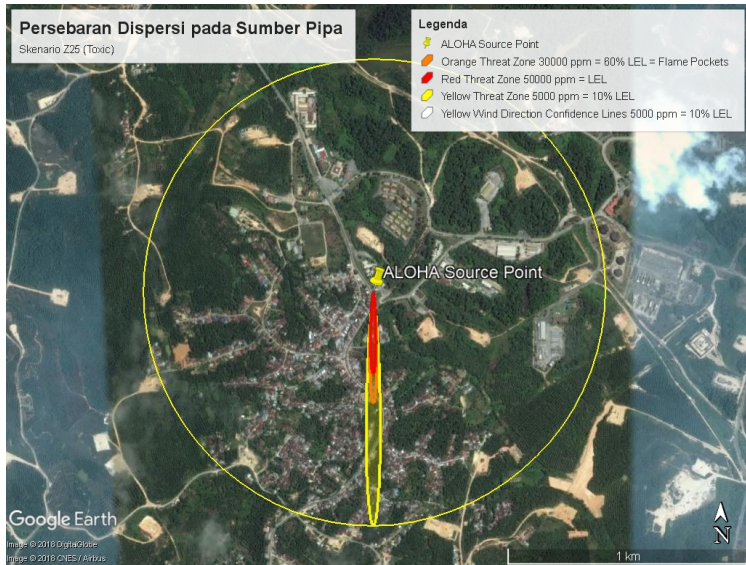 Persebaran Dispersi pada Sumber Pipa
Skenario Z25 (Toxic)
Legenda
ALOHA Source Point
Orange Threat Zone 30000 ppm = 60% LEL = Flame Pockets
Red Threat Zone 50000 ppm = LEL
Yellow Threat Zone 5000 ppm = 10% LEL
Yellow Wind Direction Confidence Lines 5000 ppm = 10% LEL
ALOHA Source Point
Google Earth
Image © 2018 DigitalGlobe
Image © 2018 CNES / Airbus
1 km
N